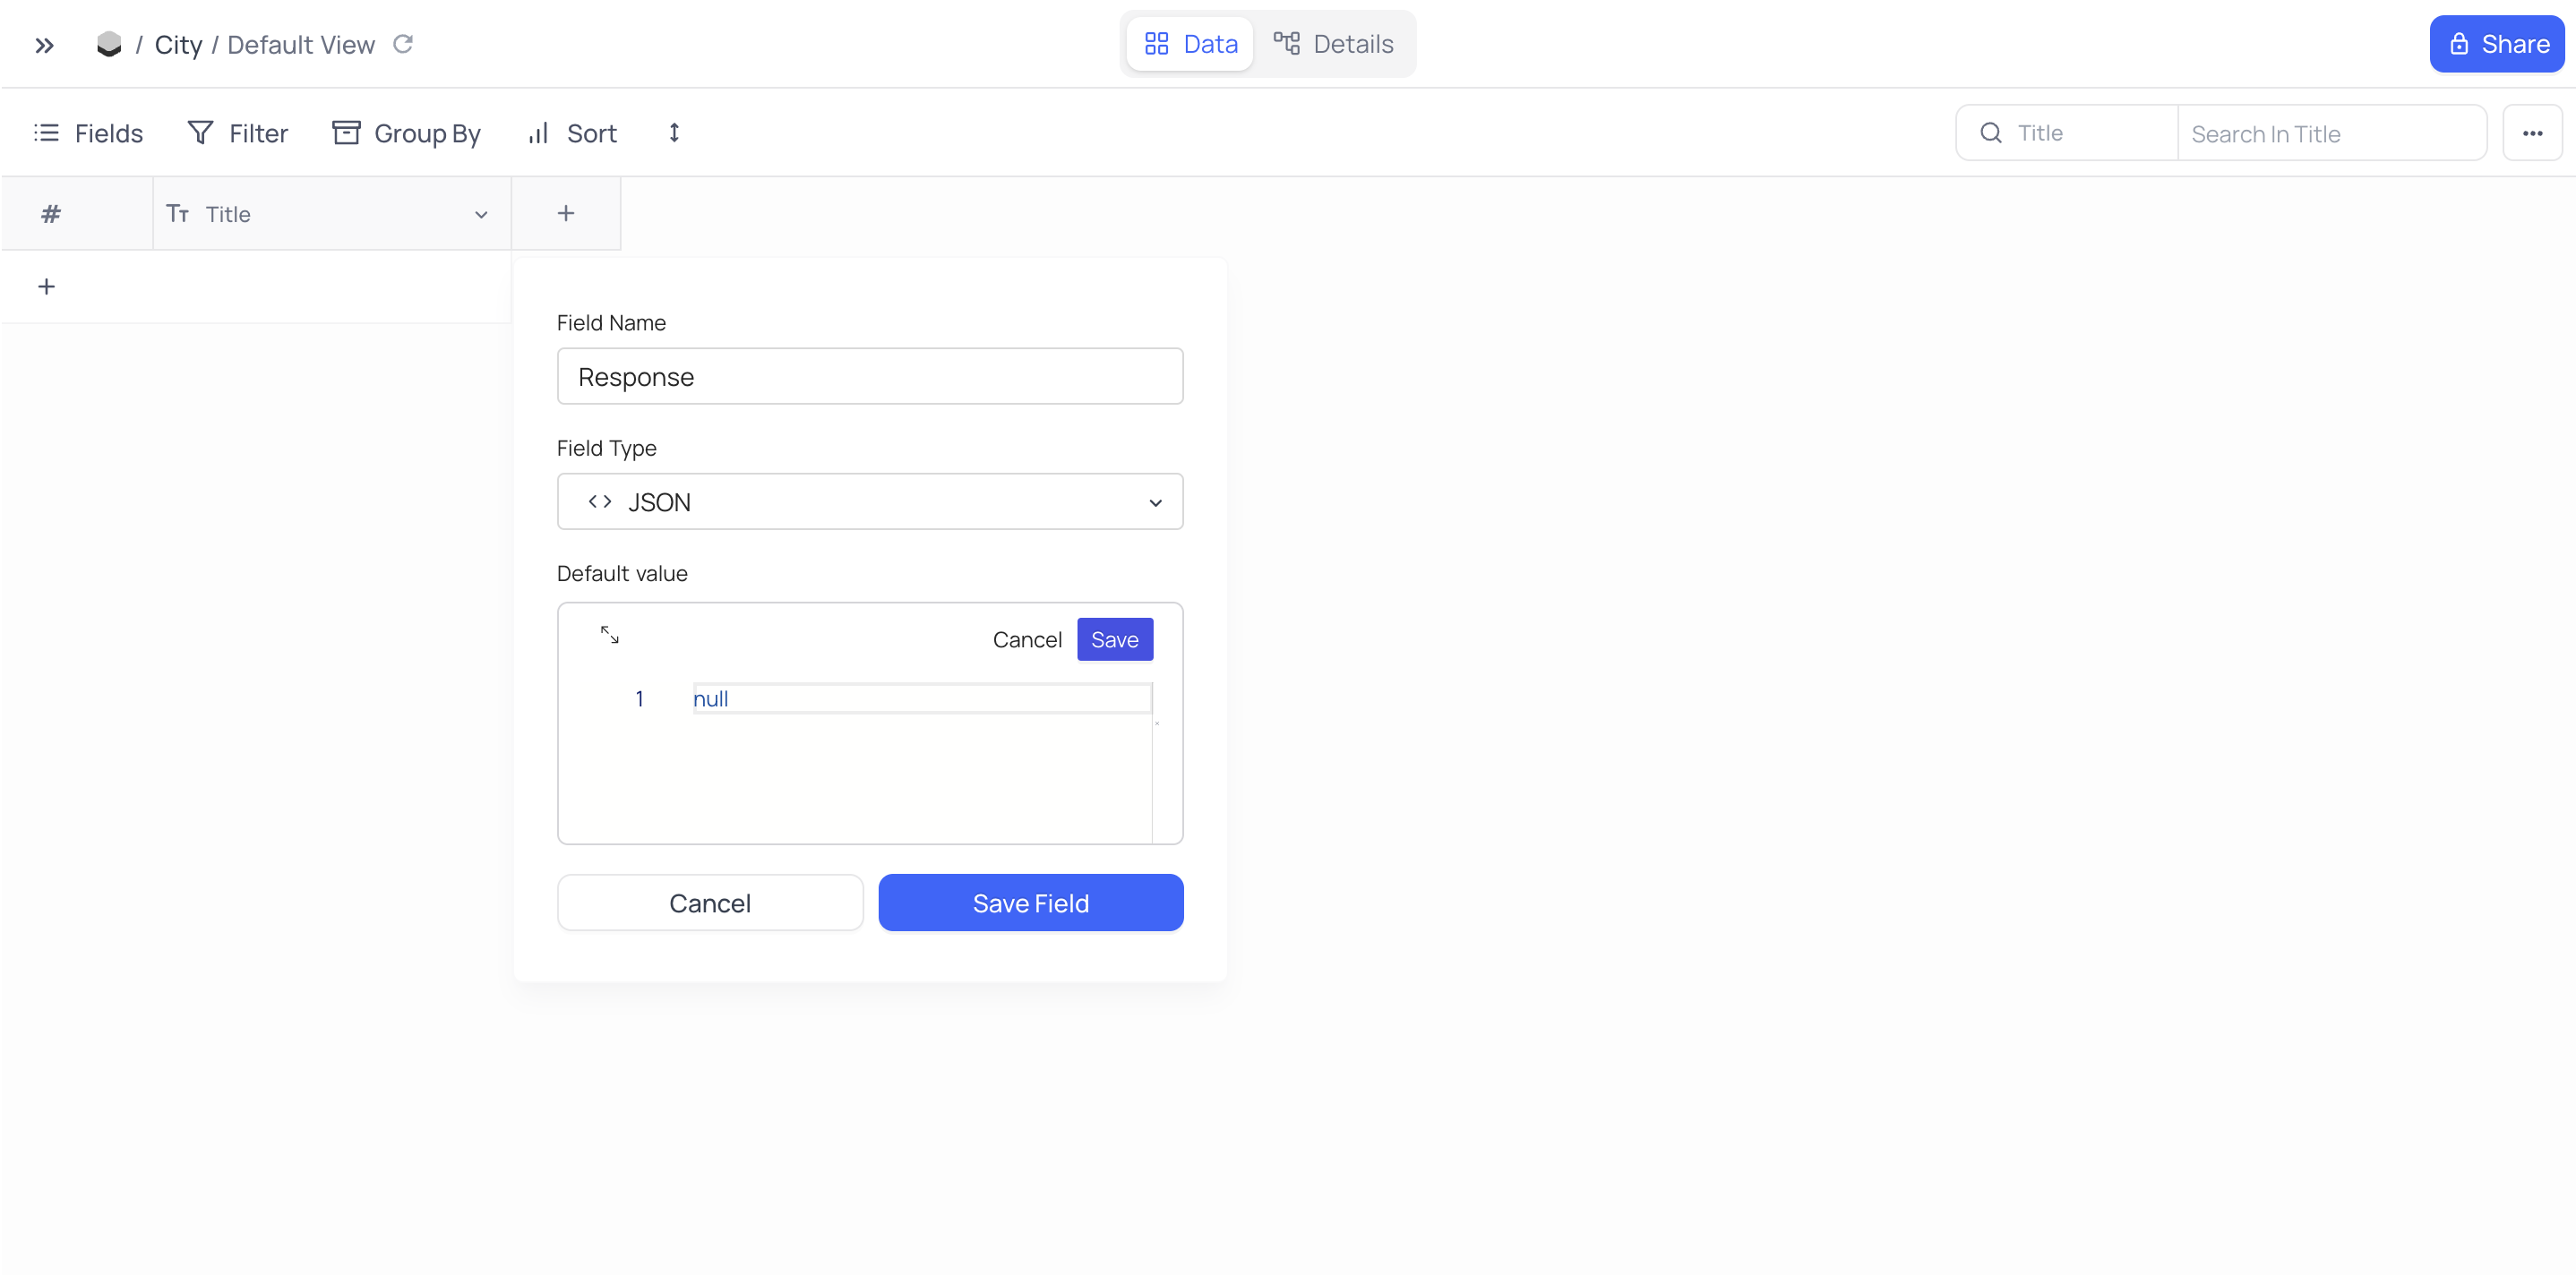 / City / Default View
Data
Details
Share
Fields
Filter
Group By
Sort
Title
Search In Title
#
Title
Field Name
Response
Field Type
JSON
Default value
Cancel
Save
1 null
Cancel
Save Field